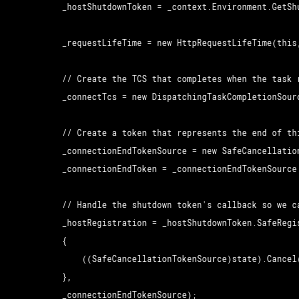 _hostShutdownToken = _context.Environment.GetShu
_requestLifeTime = new HttpRequestLifeTime(this,
// Create the TCS that completes when the task
_connectTcs = new DispatchingTaskCompletionSourc
// Create a token that represents the end of thi
_connectionEndTokenSource = new SafeCancellation
_connectionEndToken = _connectionEndTokenSource
// Handle the shutdown token's callback so we ca
_hostRegistration = _hostShutdownToken.SafeRegis
{
((SafeCancellationTokenSource)state).Cancel(
},
_connectionEndTokenSource);